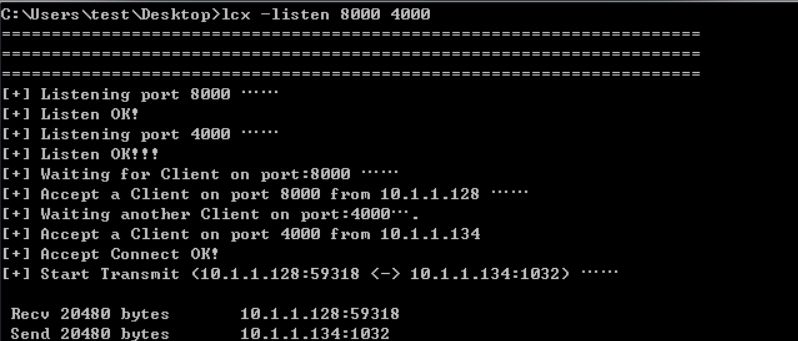 C:\Users\test\Desktop>lcx -listen 8000 4000
======================================================================
======================================================================
======================================================================
[+] Listening port 8000 ······
[+] Listen OK!
[+] Listening port 4000 ······
[+] Listen OK!!!
[+] Waiting for Client on port:8000 ······
[+] Accept a Client on port 8000 from 10.1.1.128 ······
[+] Waiting another Client on port:4000···.
[+] Accept a Client on port 4000 from 10.1.1.134
[+] Accept Connect OK!
[+] Start Transmit (10.1.1.128:59318 <-> 10.1.1.134:1032) ······
Recv 20480 bytes 10.1.1.128:59318
Send 20480 bytes 10.1.1.134:1032